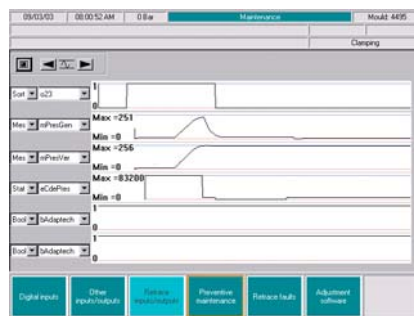 09/03/03 08:00:52 AM 0 Bar Maintenance Mould: 4495
Clamping
Sort o23 1
0
Mes mPresGen Max =251
Min =0
Mes mPresVer Max =256
Min =0
Stat eCdePres Max =83200
Min =0
Bool bAdaptech 1
0
Bool bAdaptech 1
0
Digital inputs
Other inputs/outputs
Retrace inputs/outputs
Preventive maintenance
Retrace faults
Adjustment software